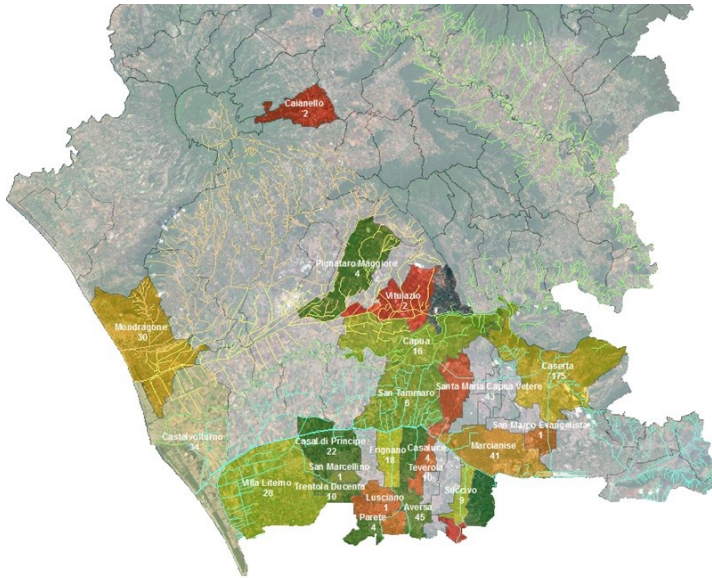 Caianello
2
Pignataro Maggiore
4
Vitulazio
2
Mondragone
30
Capua
16
Caserta
175
Santa Maria Capua Vetere
43
San Tammaro
6
San Marco Evangelista
1
Castelvolturno
34
Casal di Principe
22
Frignano
18
Casaluce
4
Marcianise
41
San Marcellino
1
Teverola
10
Villa Literno
28
Trentola Ducenta
10
Lusciano
1
Succivo
9
Parete
4
Aversa
45